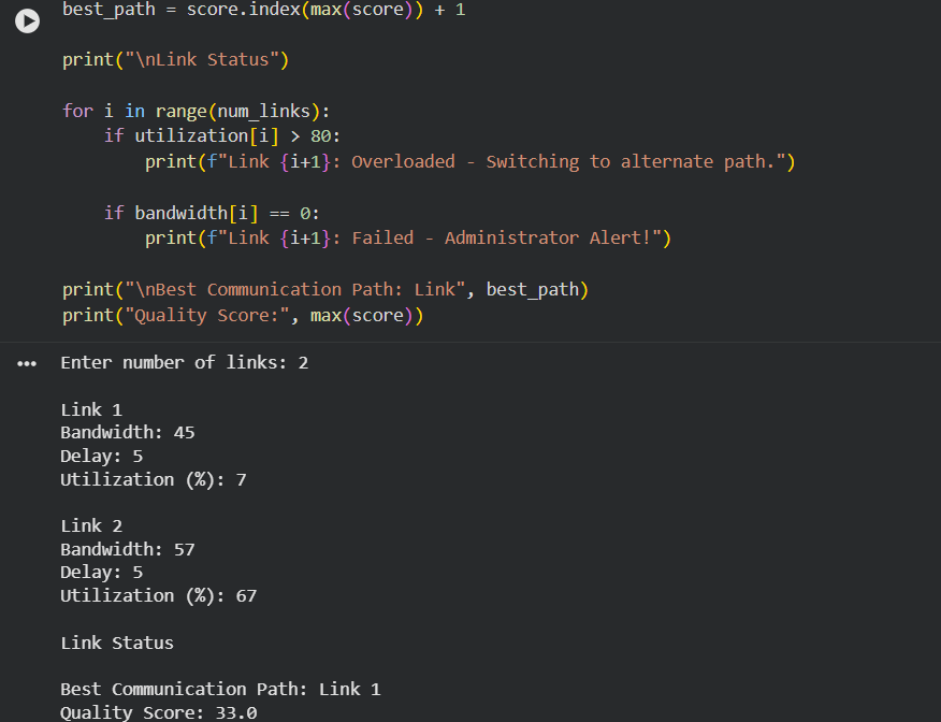 best_path = score.index(max(score)) + 1
print("\nLink Status")
for i in range(num_links):
    if utilization[i] > 80:
        print(f"Link {i+1}: Overloaded - Switching to alternate path.")
    if bandwidth[i] == 0:
        print(f"Link {i+1}: Failed - Administrator Alert!")
print("\nBest Communication Path: Link", best_path)
print("Quality Score:", max(score))
Enter number of links: 2
Link 1
Bandwidth: 45
Delay: 5
Utilization (%): 7
Link 2
Bandwidth: 57
Delay: 5
Utilization (%): 67
Link Status
Best Communication Path: Link 1
Quality Score: 33.0